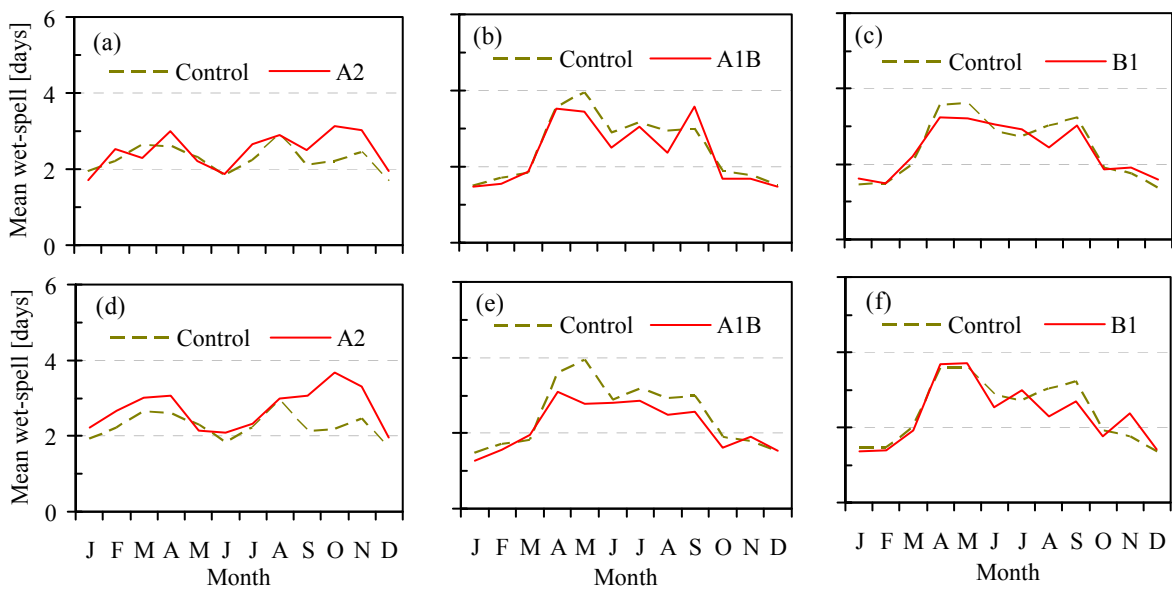 Mean wet-spell [days]
6
4
2
0
(a)
Control
A2
(b)
Control
A1B
(c)
Control
B1
Mean wet-spell [days]
6
4
2
0
(d)
Control
A2
(e)
Control
A1B
(f)
Control
B1
J F M A M J J A S O N D
J F M A M J J A S O N D
J F M A M J J A S O N D
Month
Month
Month